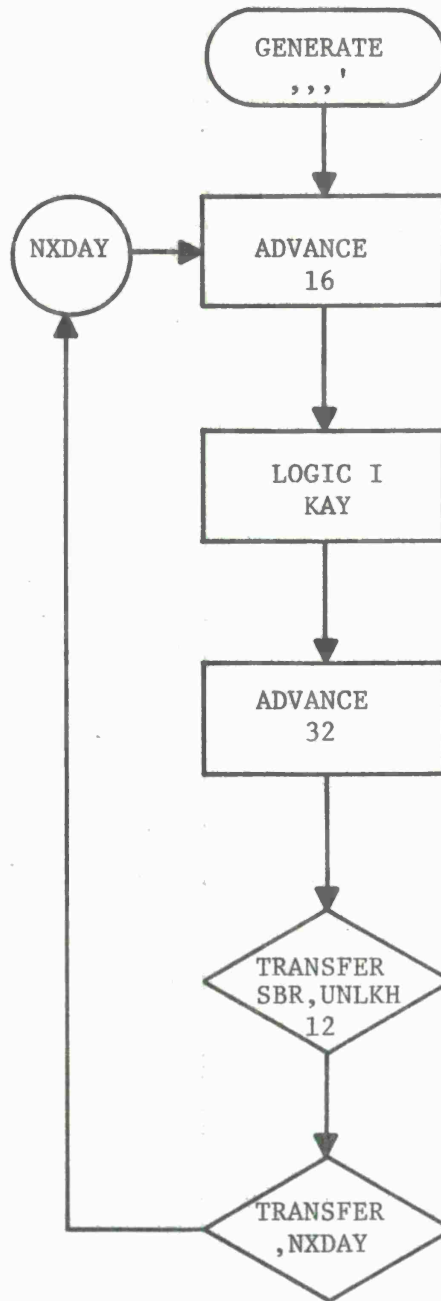 GENERATE
,,,'
NXDAY
ADVANCE
16
LOGIC I
KAY
ADVANCE
32
TRANSFER
SBR,UNLKH
12
TRANSFER
,NXDAY